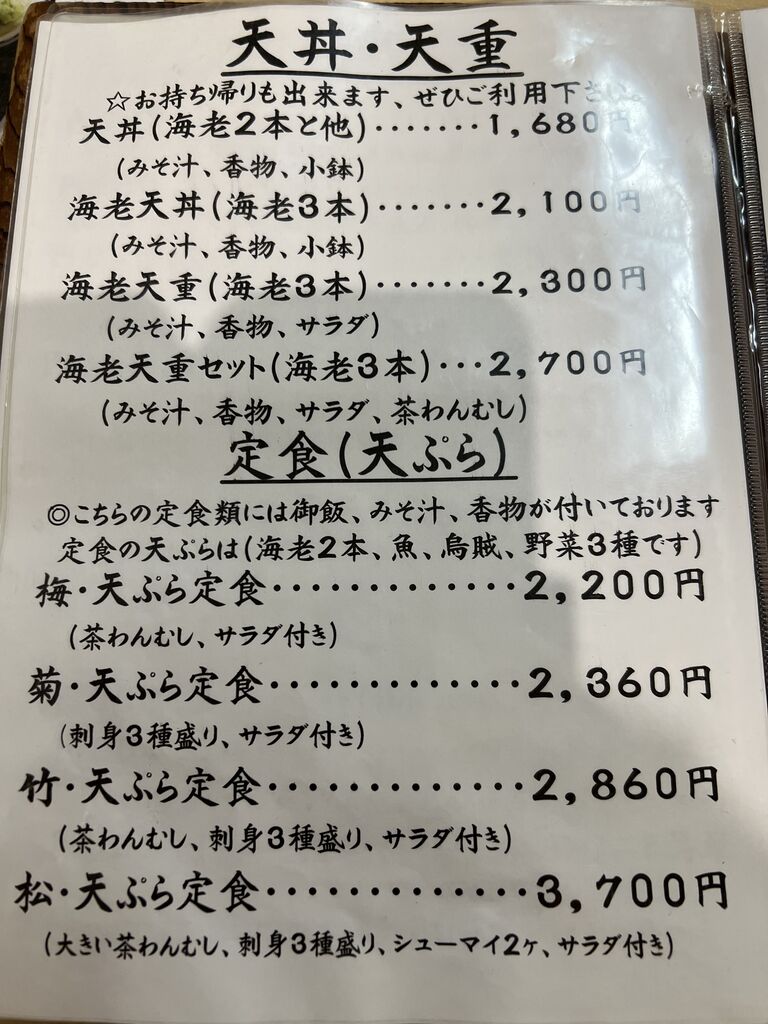 天丼・天重
☆お持ち帰りも出来ます、ぜひご利用下さい。
天丼(海老2本と他)・・・・・・・1,680円
(みそ汁、香物、小鉢)
海老天丼(海老3本)・・・・・・・2,100円
(みそ汁、香物、小鉢)
海老天重(海老3本)・・・・・・・2,300円
(みそ汁、香物、サラダ)
海老天重セット(海老3本)・・・2,700円
(みそ汁、香物、サラダ、茶わんむし)
定食(天ぷら)
◎こちらの定食類には御飯、みそ汁、香物が付いております
定食の天ぷらは(海老2本、魚、烏賊、野菜3種です)
梅・天ぷら定食・・・・・・・・・・・・・2,200円
(茶わんむし、サラダ付き)
菊・天ぷら定食・・・・・・・・・・・・・2,360円
(刺身3種盛り、サラダ付き)
竹・天ぷら定食・・・・・・・・・・・・・2,860円
(茶わんむし、刺身3種盛り、サラダ付き)
松・天ぷら定食・・・・・・・・・・・・・3,700円
(大きい茶わんむし、刺身3種盛り、シューマイ2ヶ、サラダ付き)